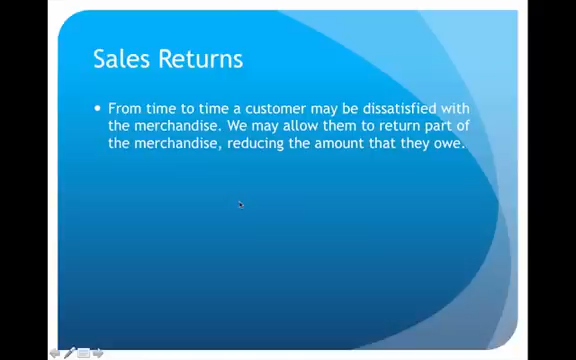 Sales Returns
• From time to time a customer may be dissatisfied with
the merchandise. We may allow them to return part of
the merchandise, reducing the amount that they owe.